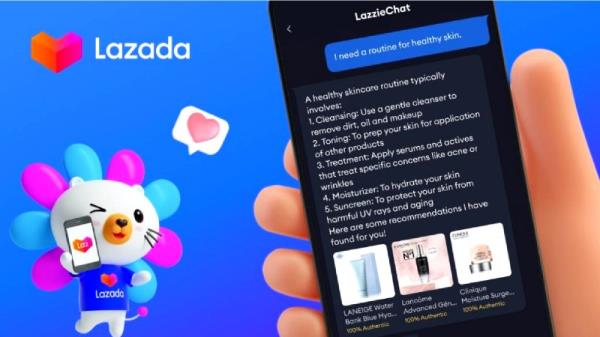 Lazada
LazzieChat
I need a routine for healthy skin.
A healthy skincare routine typically
involves:
1. Cleansing: Use a gentle cleanser to
remove dirt, oil and makeup
2. Toning: To prep your skin for application
of other products
3. Treatment: Apply serums and actives
that treat specific concerns like acne or
wrinkles
4. Moisturizer: To hydrate your skin
5. Sunscreen: To protect your skin from
harmful UV rays and aging
Here are some recommendations I have
found for you!
LANEIGE Water
Bank Blue Hya...
100% Authentic
Lancôme
Advanced Gén...
100% Authentic
Clinique
Moisture Surge...
100% Authentic
Laz
Lazada